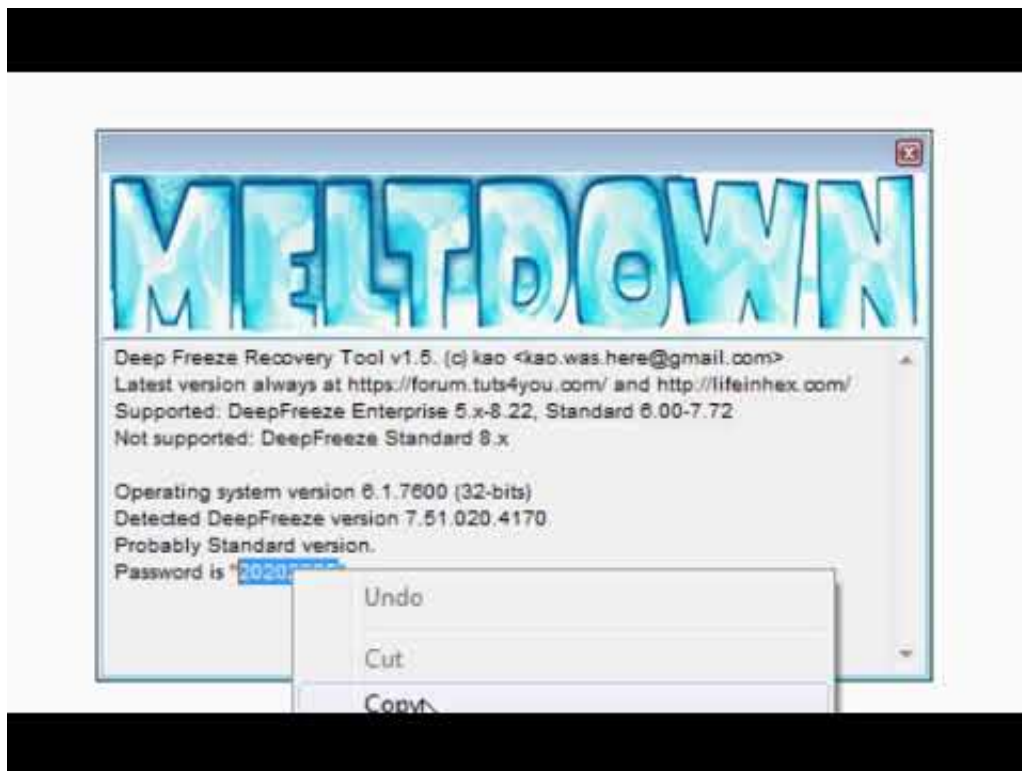 MELTDOWN
Deep Freeze Recovery Tool v1.5. (c) kao <kao.was.here@gmail.com>
Latest version always at https://forum.tuts4you.com/ and http://lifeinhex.com/
Supported: DeepFreeze Enterprise 5.x-8.22, Standard 6.00-7.72
Not supported: DeepFreeze Standard 8.x
Operating system version 6.1.7600 (32-bits)
Detected DeepFreeze version 7.51.020.4170
Probably Standard version.
Password is
Undo
Cut
Copy